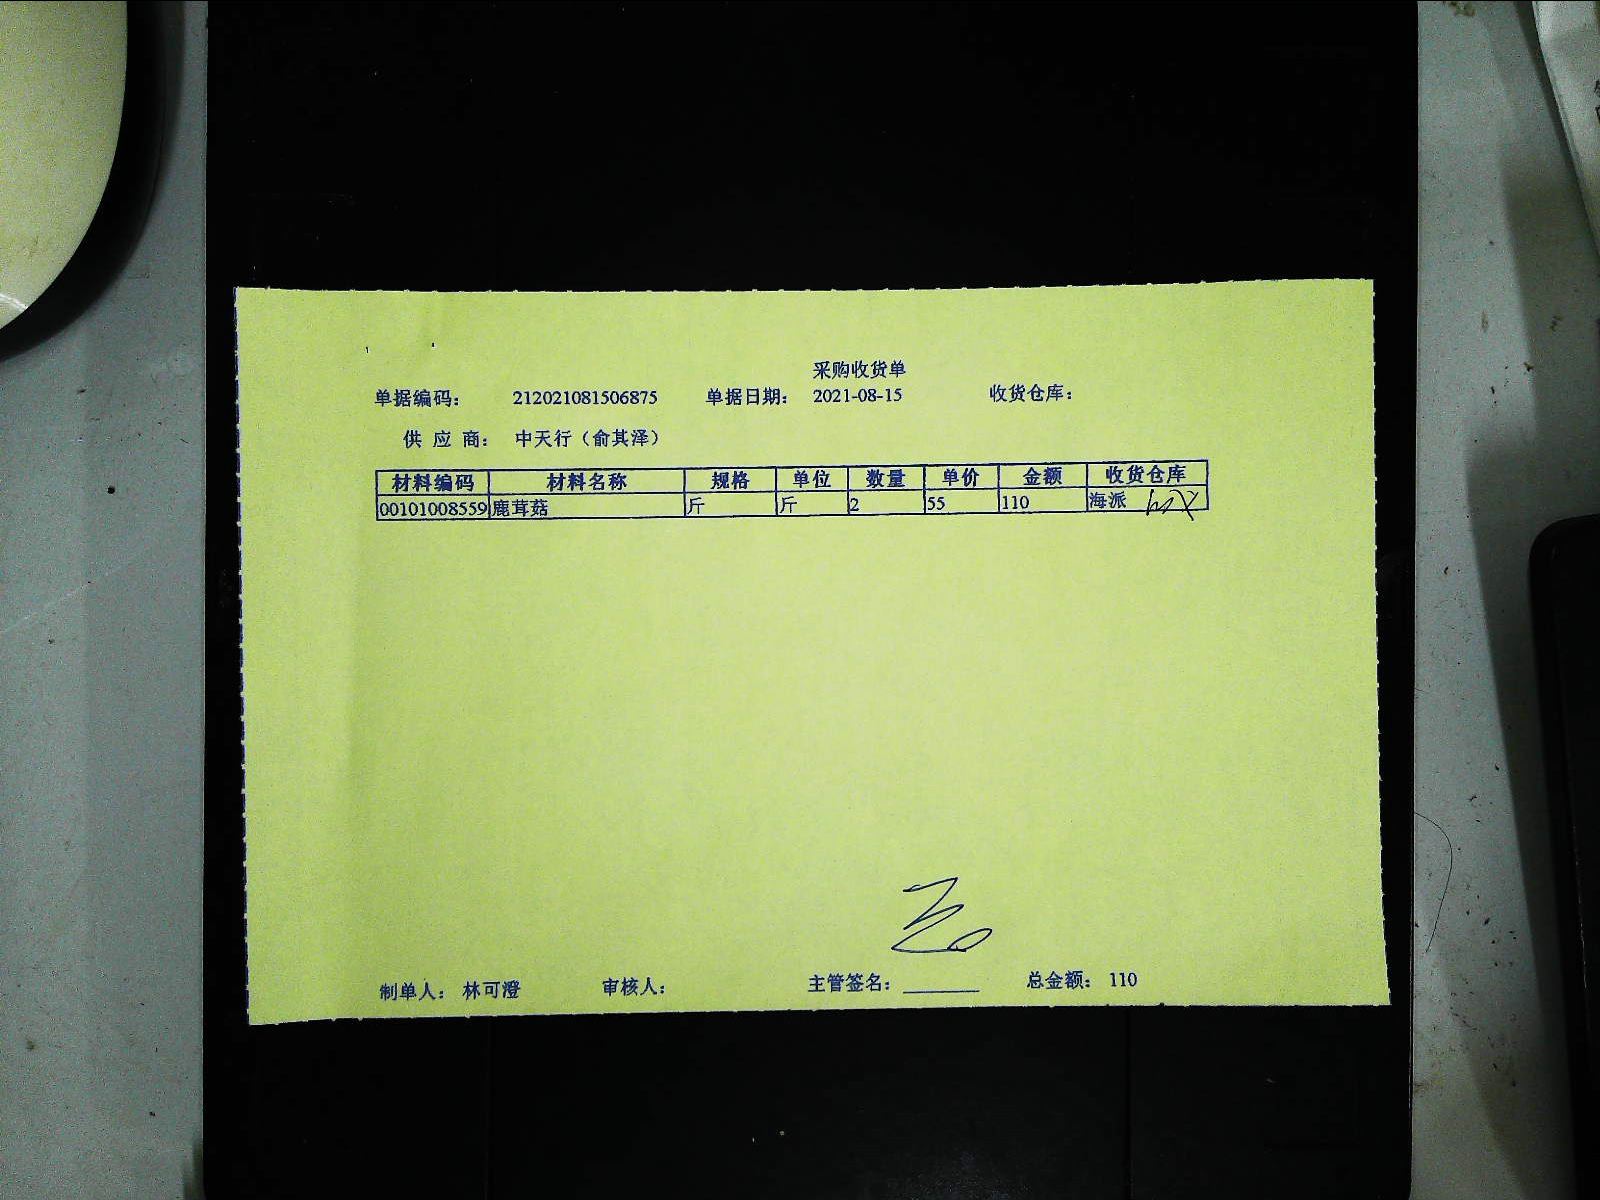 采购收货单
单据编码： 212021081506875 单据日期： 2021-08-15 收货仓库：
供 应 商： 中天行（俞其泽）
材料编码 材料名称 规格 单位 数量 单价 金额 收货仓库
00101008559 鹿茸菇 斤 斤 2 55 110 海派
制单人： 林可澄 审核人： 主管签名： 总金额： 110